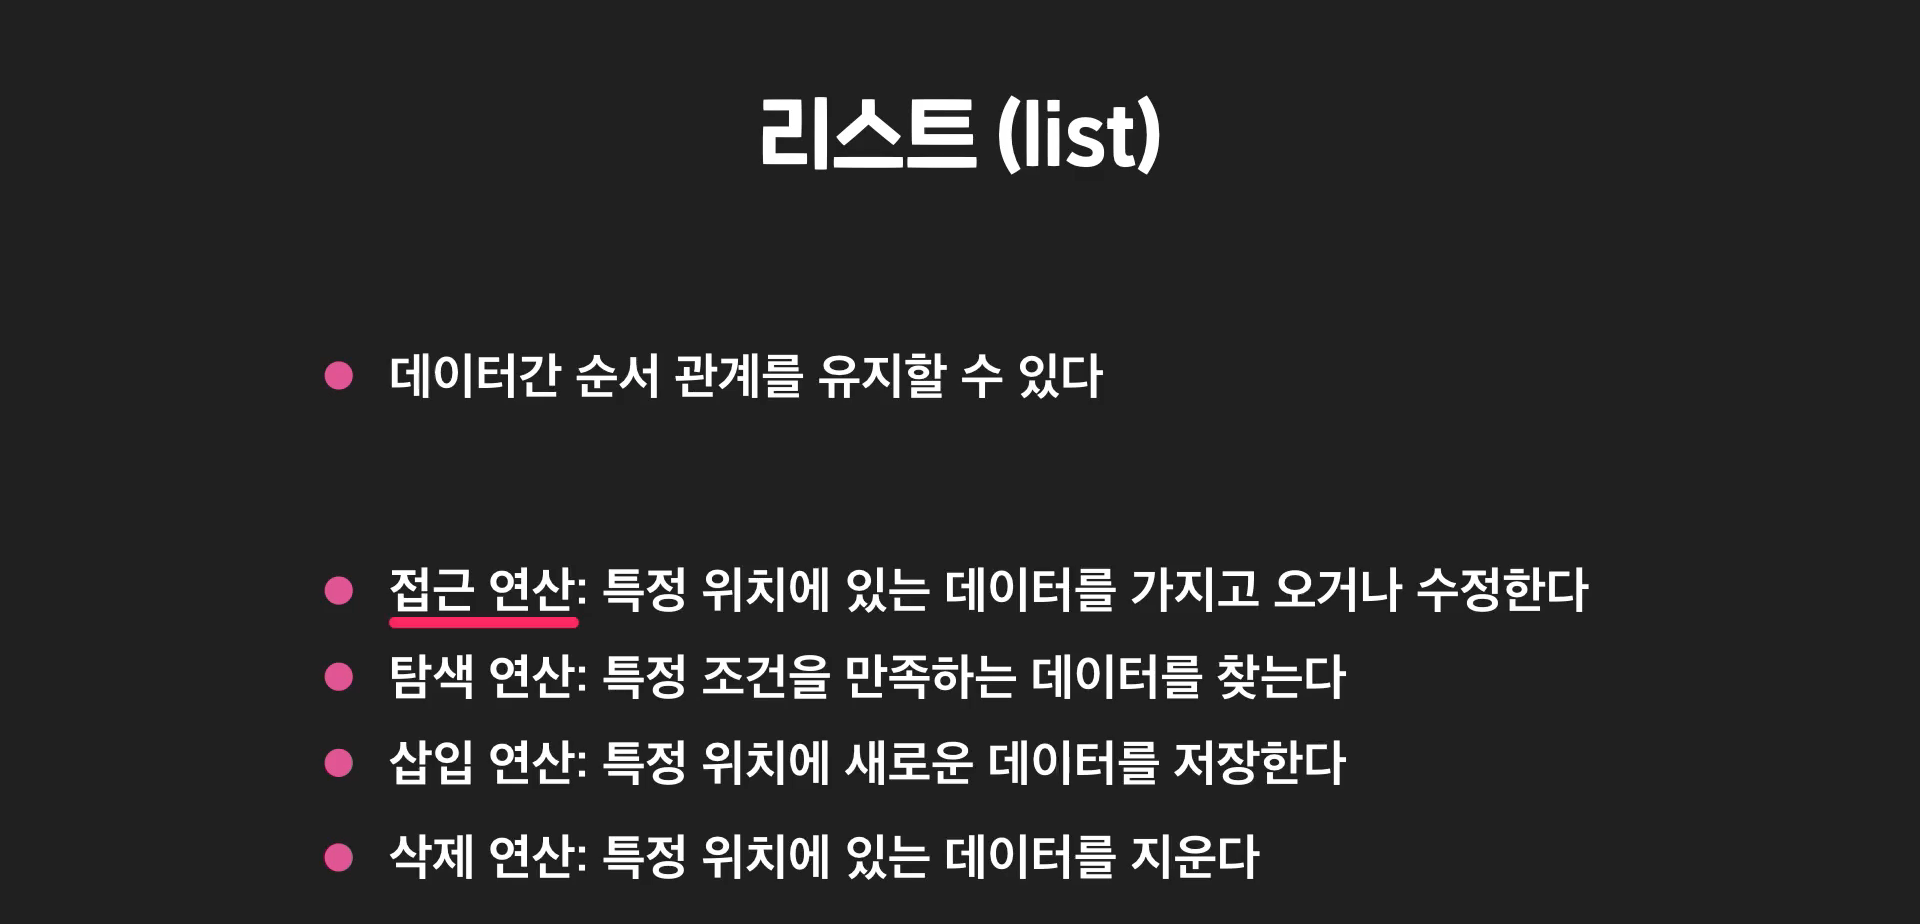 리스트 (list)
데이터간 순서 관계를 유지할 수 있다
접근 연산: 특정 위치에 있는 데이터를 가지고 오거나 수정한다
탐색 연산: 특정 조건을 만족하는 데이터를 찾는다
삽입 연산: 특정 위치에 새로운 데이터를 저장한다
삭제 연산: 특정 위치에 있는 데이터를 지운다